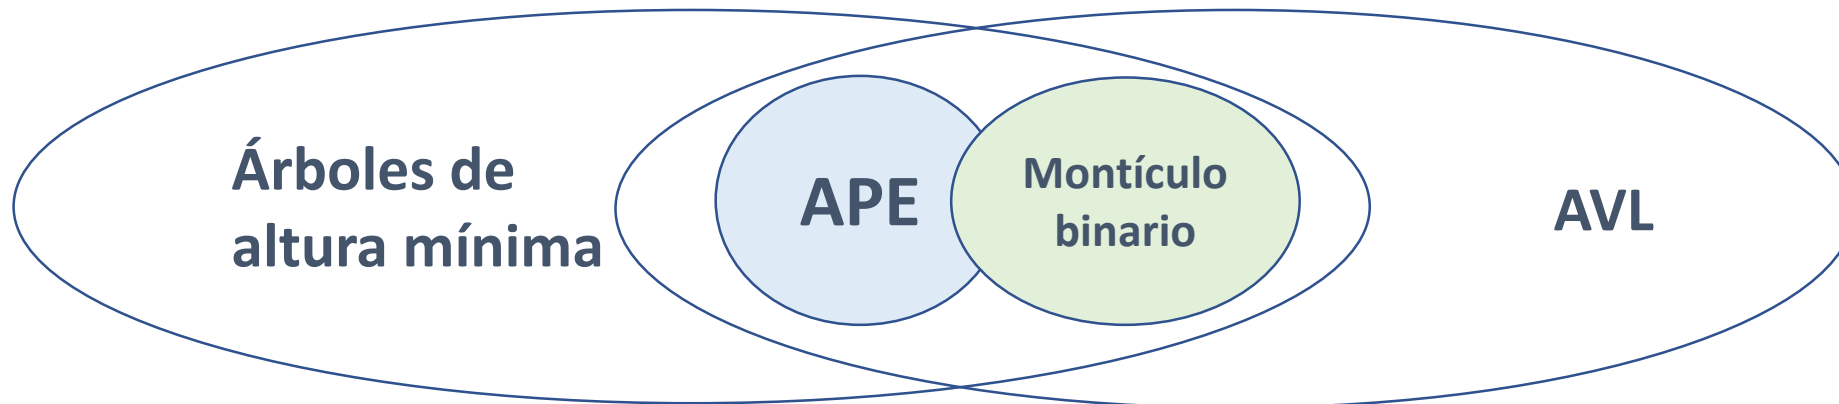 Árboles de
altura mínima
APE
Montículo
binario
AVL